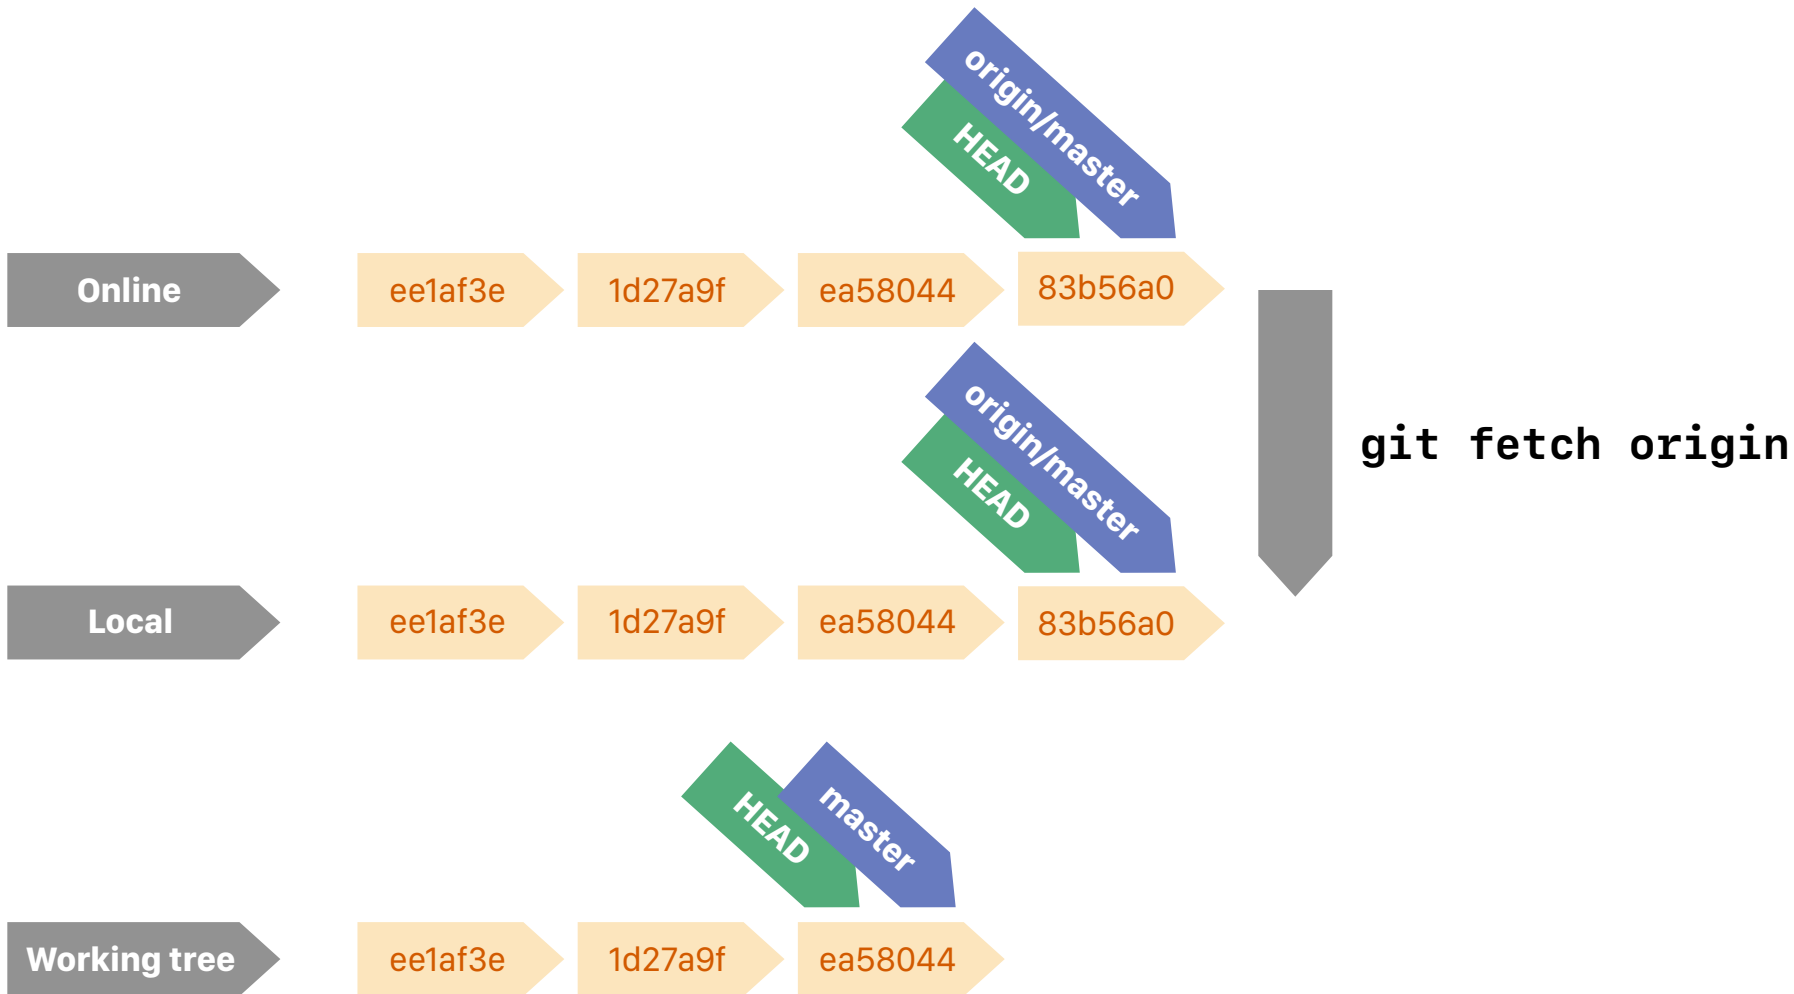 origin/master
HEAD
Online
ee1af3e
1d27a9f
ea58044
83b56a0
origin/master
HEAD
git fetch origin
Local
ee1af3e
1d27a9f
ea58044
83b56a0
HEAD
master
Working tree
ee1af3e
1d27a9f
ea58044